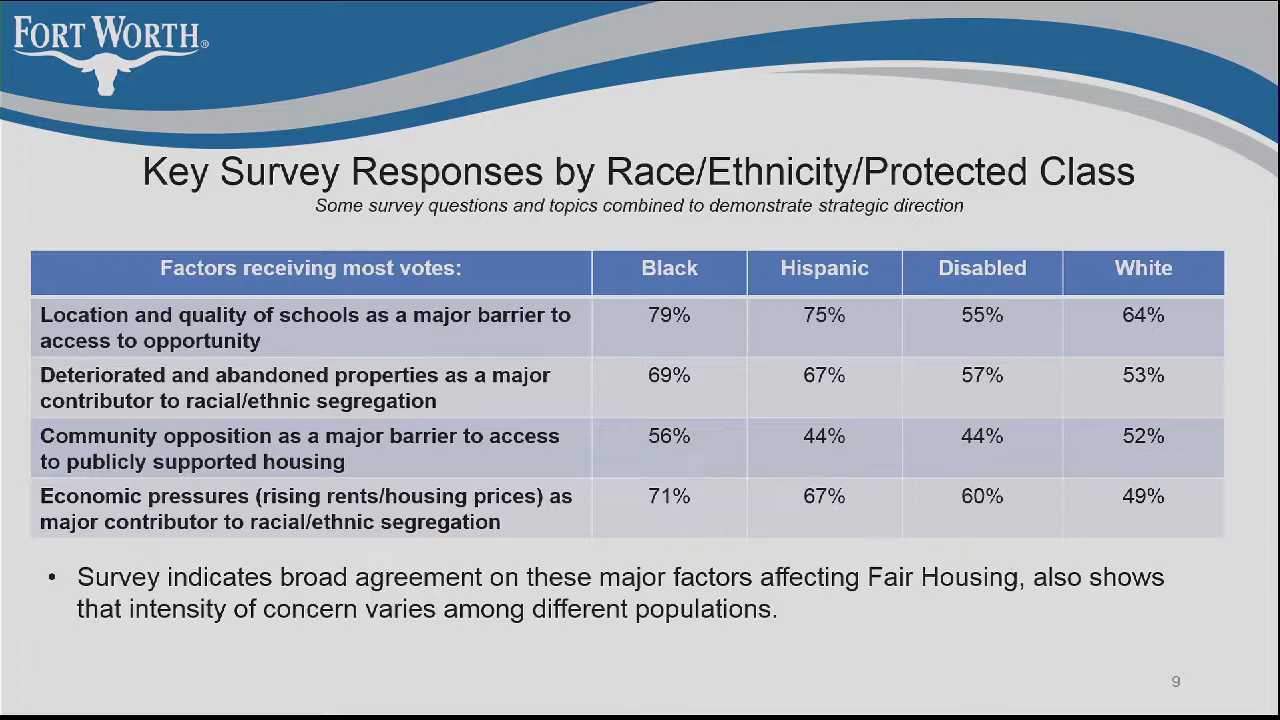 FORT WORTH®
Key Survey Responses by Race/Ethnicity/Protected Class
Some survey questions and topics combined to demonstrate strategic direction
Factors receiving most votes: Black Hispanic Disabled White
Location and quality of schools as a major barrier to 79% 75% 55% 64%
access to opportunity
Deteriorated and abandoned properties as a major 69% 67% 57% 53%
contributor to racial/ethnic segregation
Community opposition as a major barrier to access 56% 44% 44% 52%
to publicly supported housing
Economic pressures (rising rents/housing prices) as 71% 67% 60% 49%
major contributor to racial/ethnic segregation
• Survey indicates broad agreement on these major factors affecting Fair Housing, also shows
that intensity of concern varies among different populations.
9